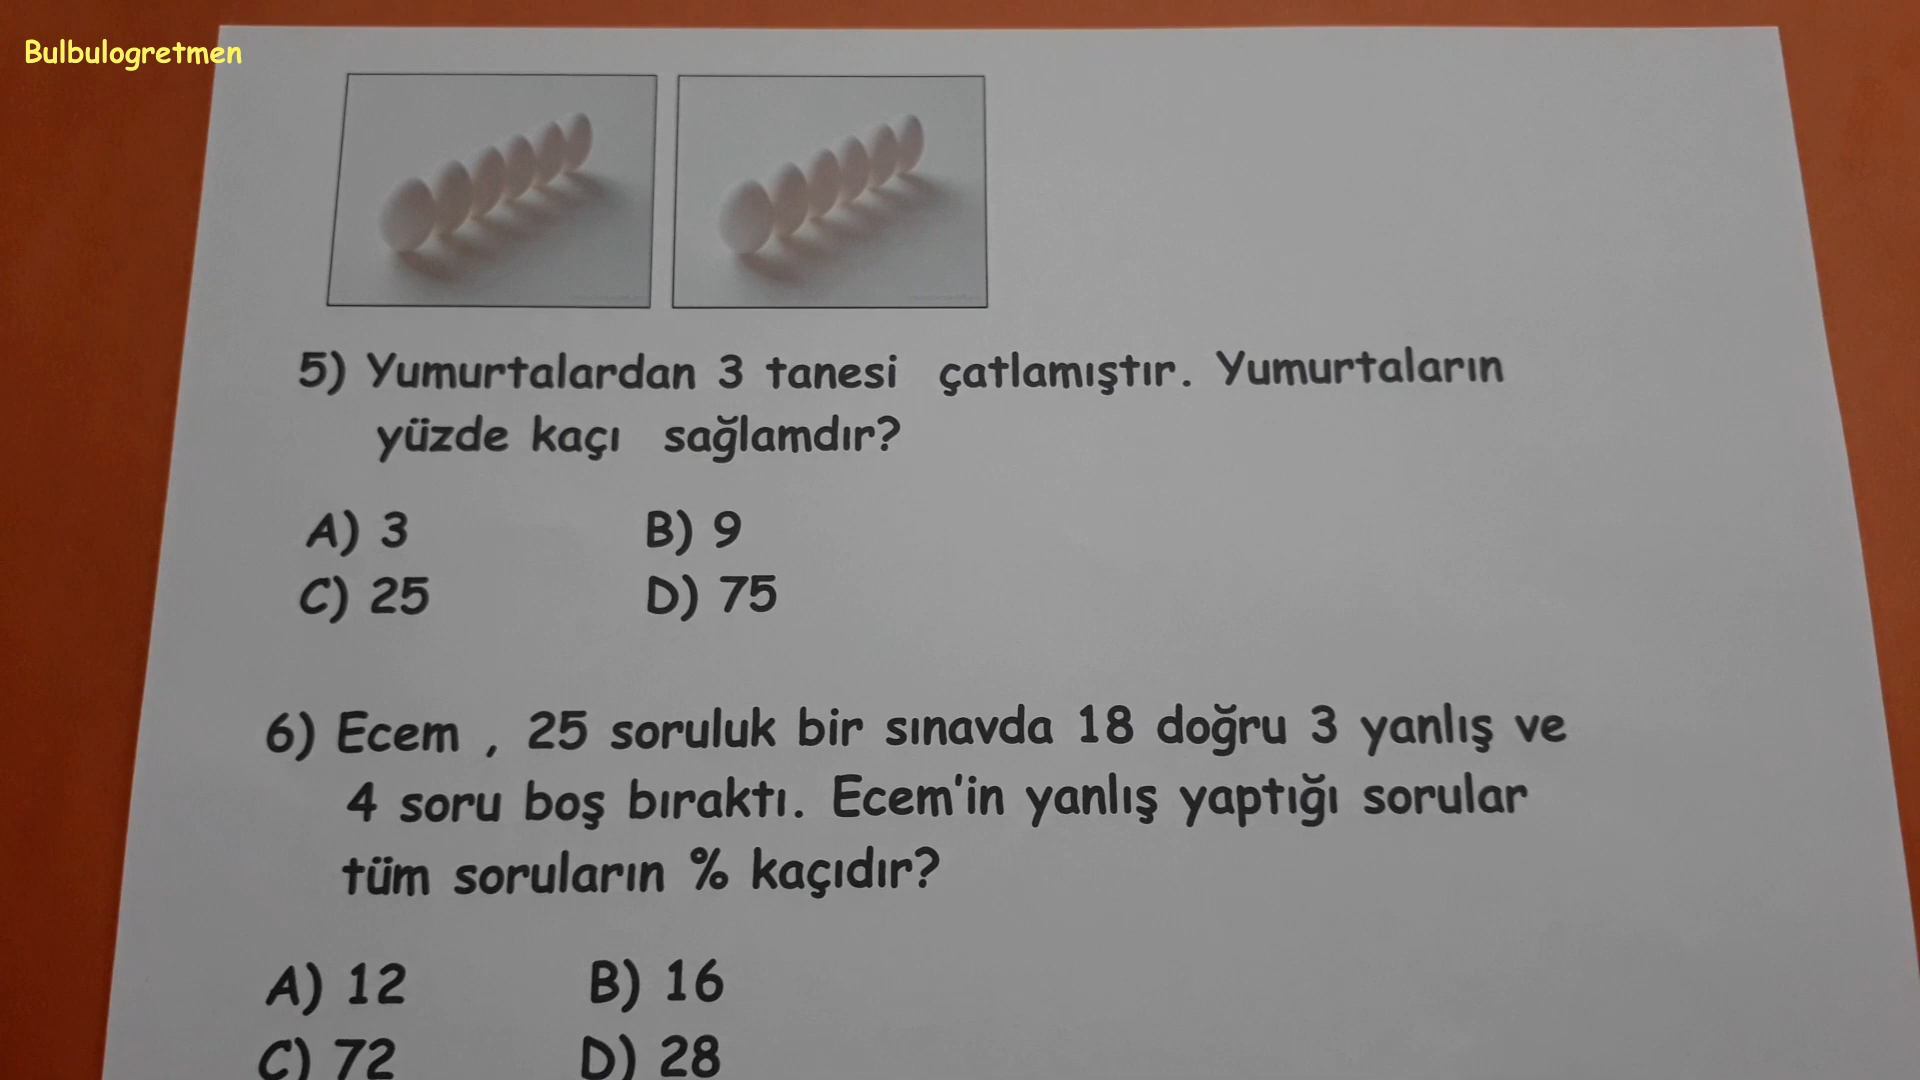 Bulbulogretmen
5) Yumurtalardan 3 tanesi çatlamıştır. Yumurtaların
yüzde kaçı sağlamdır?
A) 3 B) 9
C) 25 D) 75
6) Ecem , 25 soruluk bir sınavda 18 doğru 3 yanlış ve
4 soru boş bıraktı. Ecem'in yanlış yaptığı sorular
tüm soruların % kaçıdır?
A) 12 B) 16
C) 72 D) 28